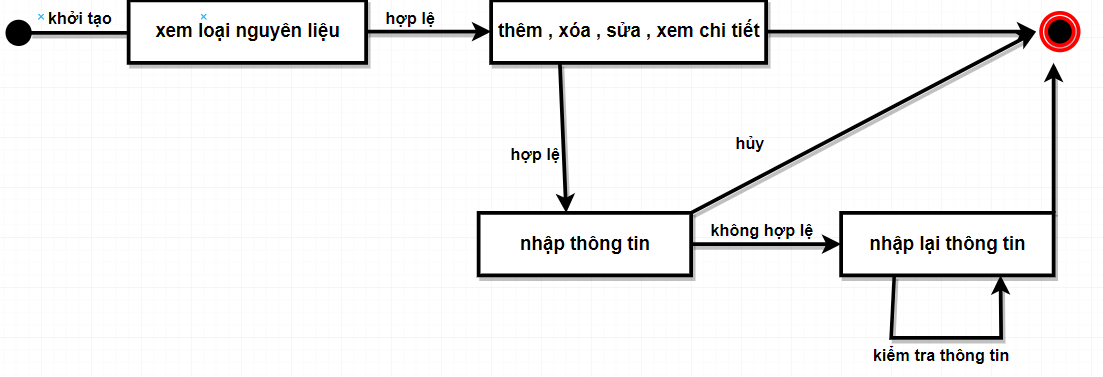 khởi tạo
xem loại nguyên liệu
hợp lệ
thêm , xóa , sửa , xem chi tiết
hợp lệ
hủy
nhập thông tin
không hợp lệ
nhập lại thông tin
kiểm tra thông tin